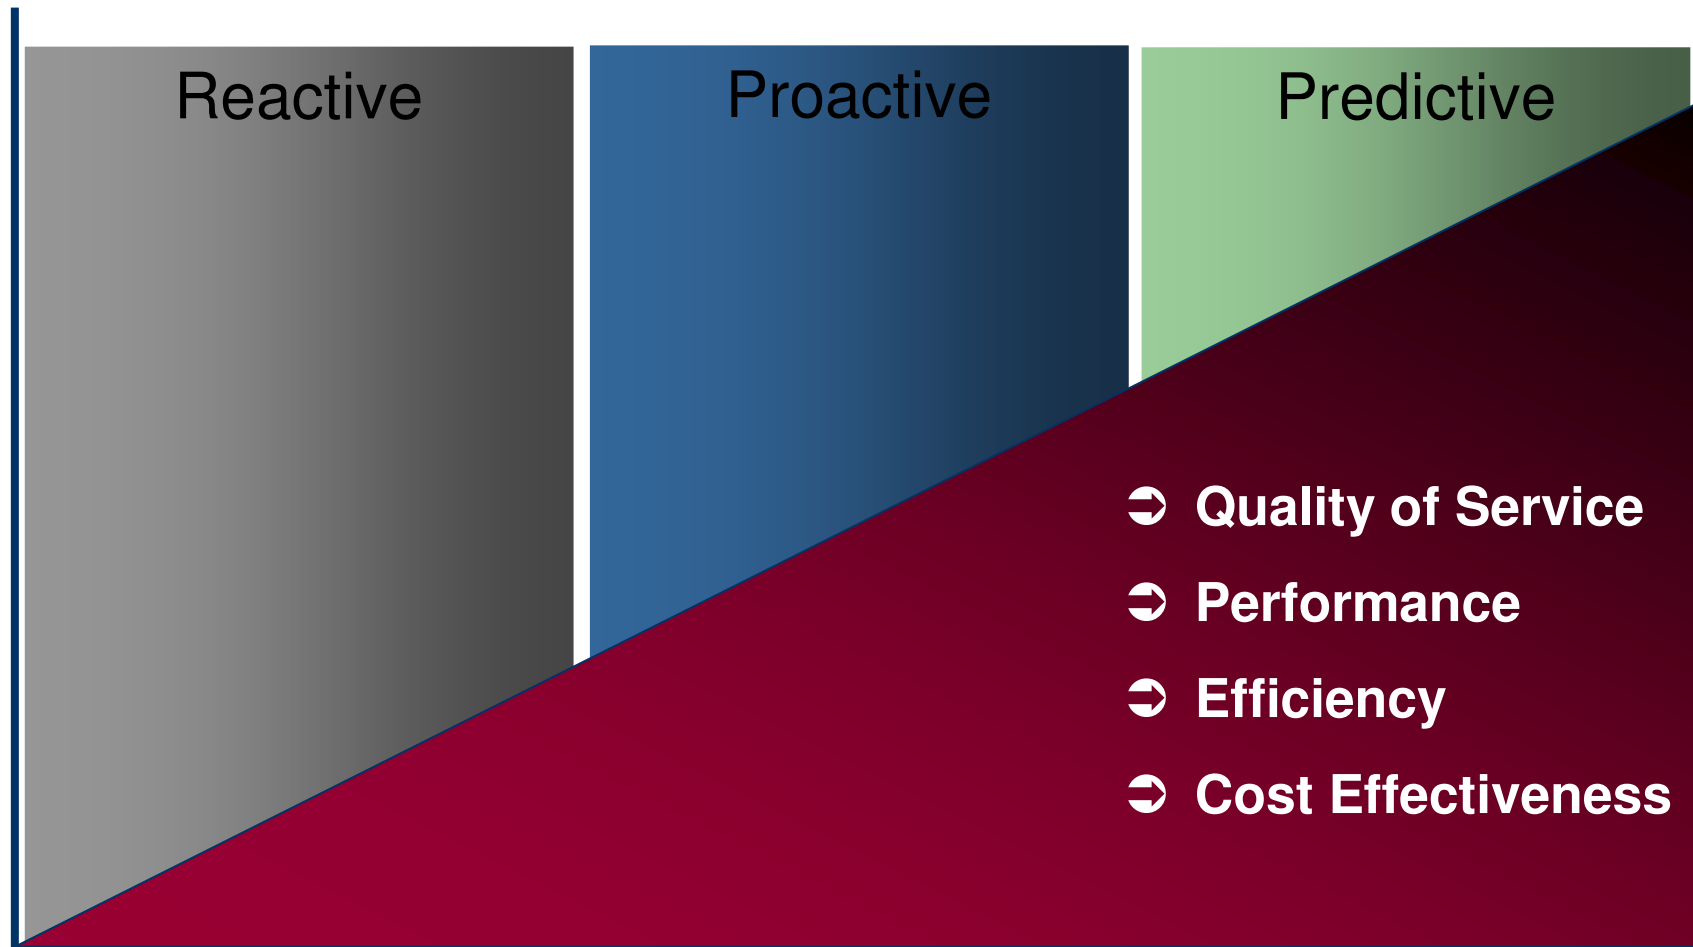 Reactive
Proactive
Predictive
➲ Quality of Service
➲ Performance
➲ Efficiency
➲ Cost Effectiveness